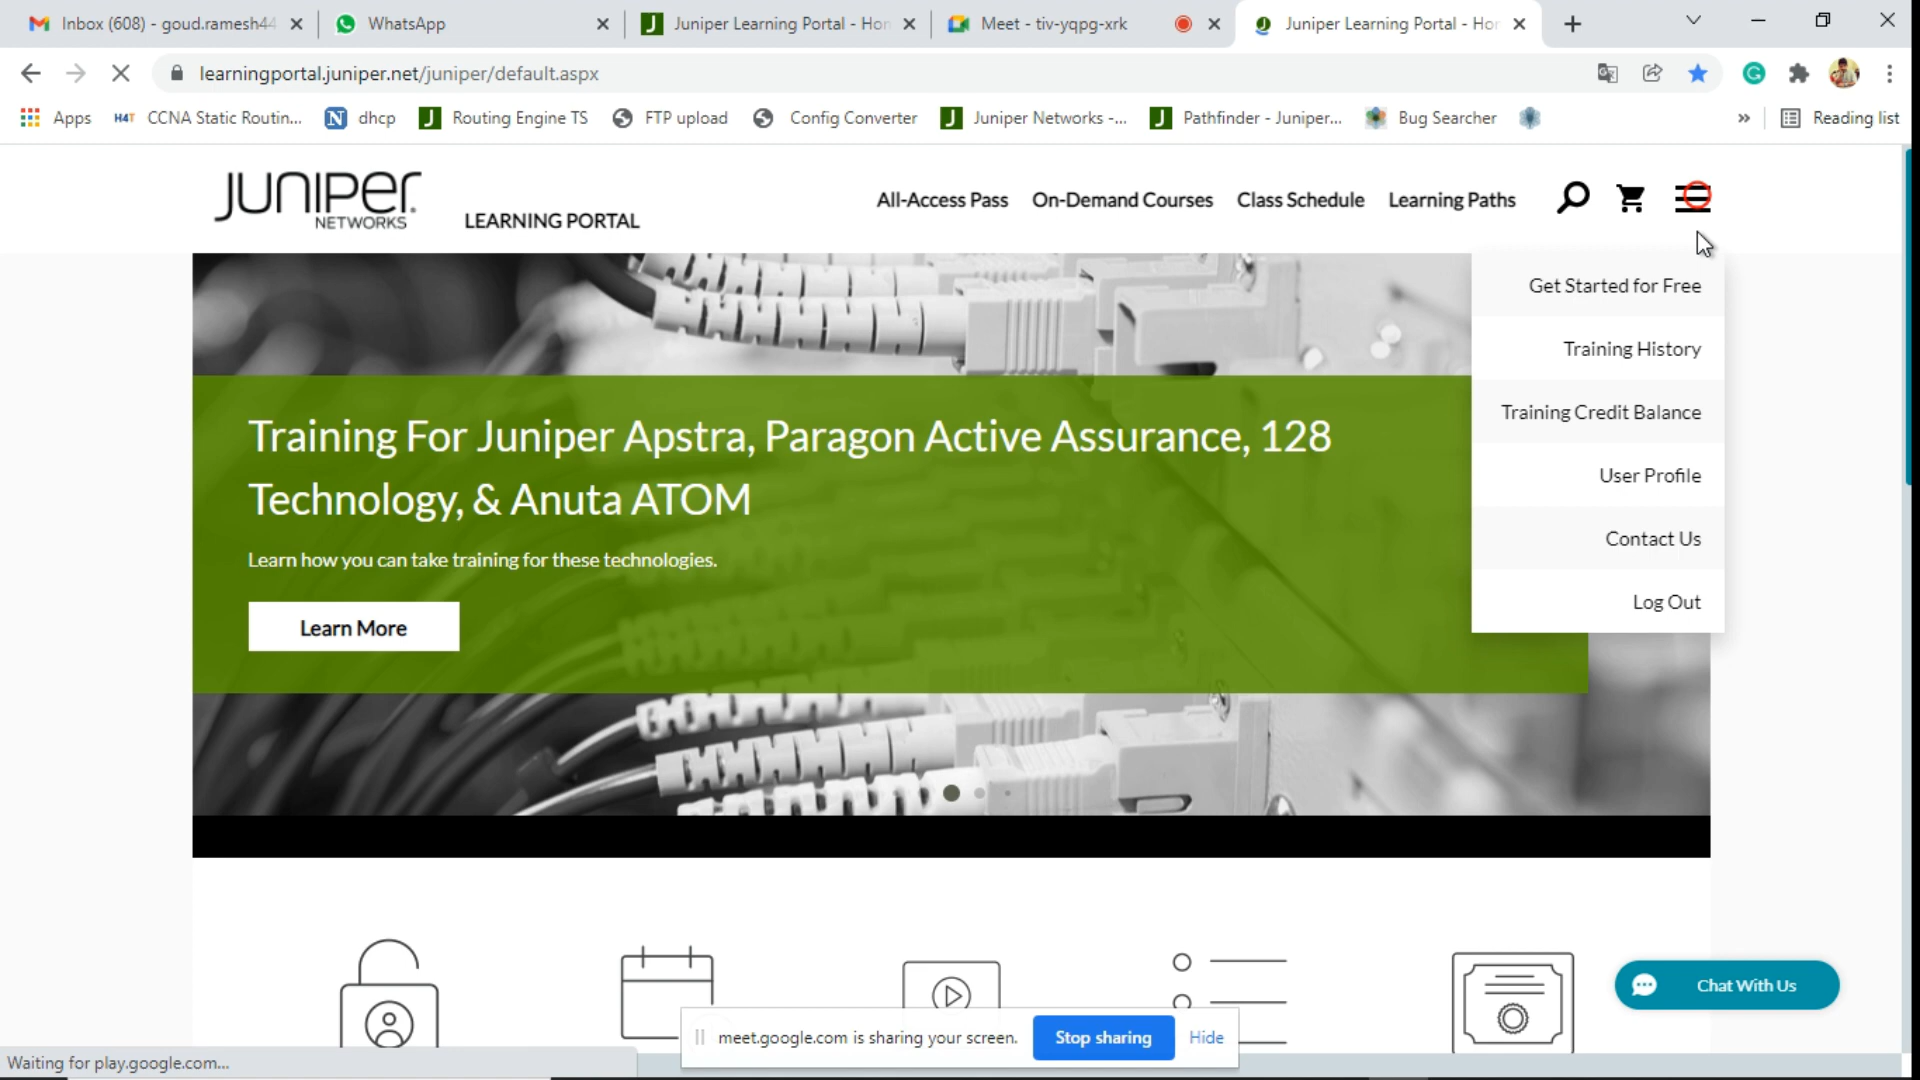 Inbox (608) - goud.ramesh44
WhatsApp
Juniper Learning Portal - Hom
Meet - tiv-yqpg-xrk
Juniper Learning Portal - Hom
learningportal.juniper.net/juniper/default.aspx
Apps
H4T CCNA Static Routin...
N dhcp
Routing Engine TS
FTP upload
Config Converter
Juniper Networks -...
Pathfinder - Juniper...
Bug Searcher
»
Reading list
JUNIPER NETWORKS
LEARNING PORTAL
All-Access Pass
On-Demand Courses
Class Schedule
Learning Paths
Get Started for Free
Training History
Training Credit Balance
User Profile
Contact Us
Log Out
Training For Juniper Apstra, Paragon Active Assurance, 128
Technology, & Anuta ATOM
Learn how you can take training for these technologies.
Learn More
Chat With Us
meet.google.com is sharing your screen.
Stop sharing
Hide
Waiting for play.google.com...